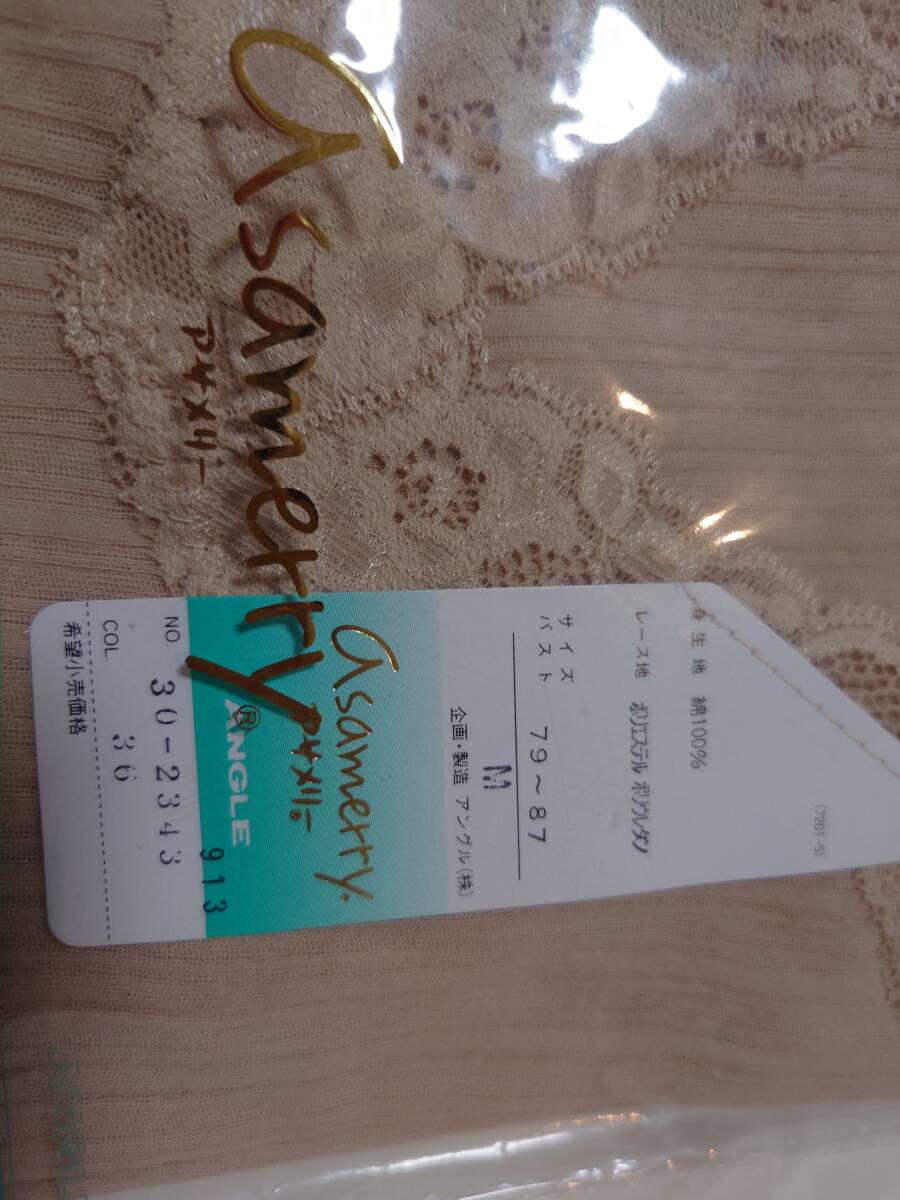 Asamerry
アサメリー
(7201-5)
身生地 綿100%
レース地 ポリエステル ポリウレタン
サイズ
バスト 79～87
M
企画・製造 アングル(株)
asamerry.
アサメリー
ANGLE
913
NO. 30-2343
COL. 36
希望小売価格